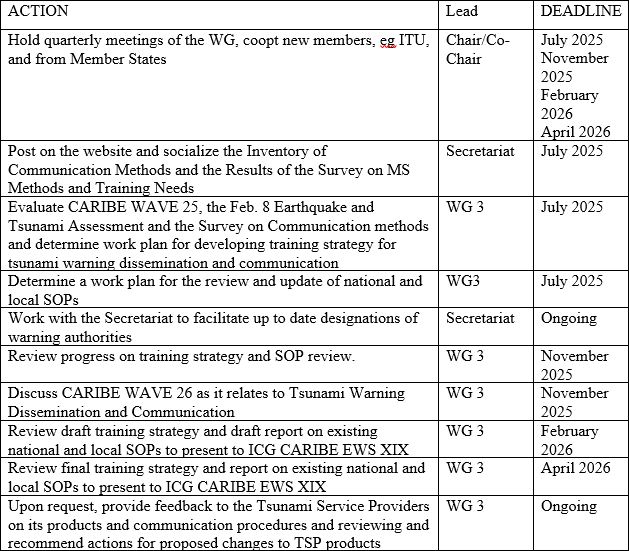 ACTION Lead DEADLINE
Hold quarterly meetings of the WG, coopt new members, eg ITU, Chair/Co- July 2025
and from Member States Chair November
2025
February
2026
April 2026
Post on the website and socialize the Inventory of Secretariat July 2025
Communication Methods and the Results of the Survey on MS
Methods and Training Needs
Evaluate CARIBE WAVE 25, the Feb. 8 Earthquake and WG 3 July 2025
Tsunami Assessment and the Survey on Communication methods
and determine work plan for developing training strategy for
tsunami warning dissemination and communication
Determine a work plan for the review and update of national and WG3 July 2025
local SOPs
Work with the Secretariat to facilitate up to date designations of Secretariat Ongoing
warning authorities
Review progress on training strategy and SOP review. WG 3 November
2025
Discuss CARIBE WAVE 26 as it relates to Tsunami Warning WG 3 November
Dissemination and Communication 2025
Review draft training strategy and draft report on existing WG 3 February
national and local SOPs to present to ICG CARIBE EWS XIX 2026
Review final training strategy and report on existing national and WG 3 April 2026
local SOPs to present to ICG CARIBE EWS XIX
Upon request, provide feedback to the Tsunami Service Providers WG 3 Ongoing
on its products and communication procedures and reviewing and
recommend actions for proposed changes to TSP products